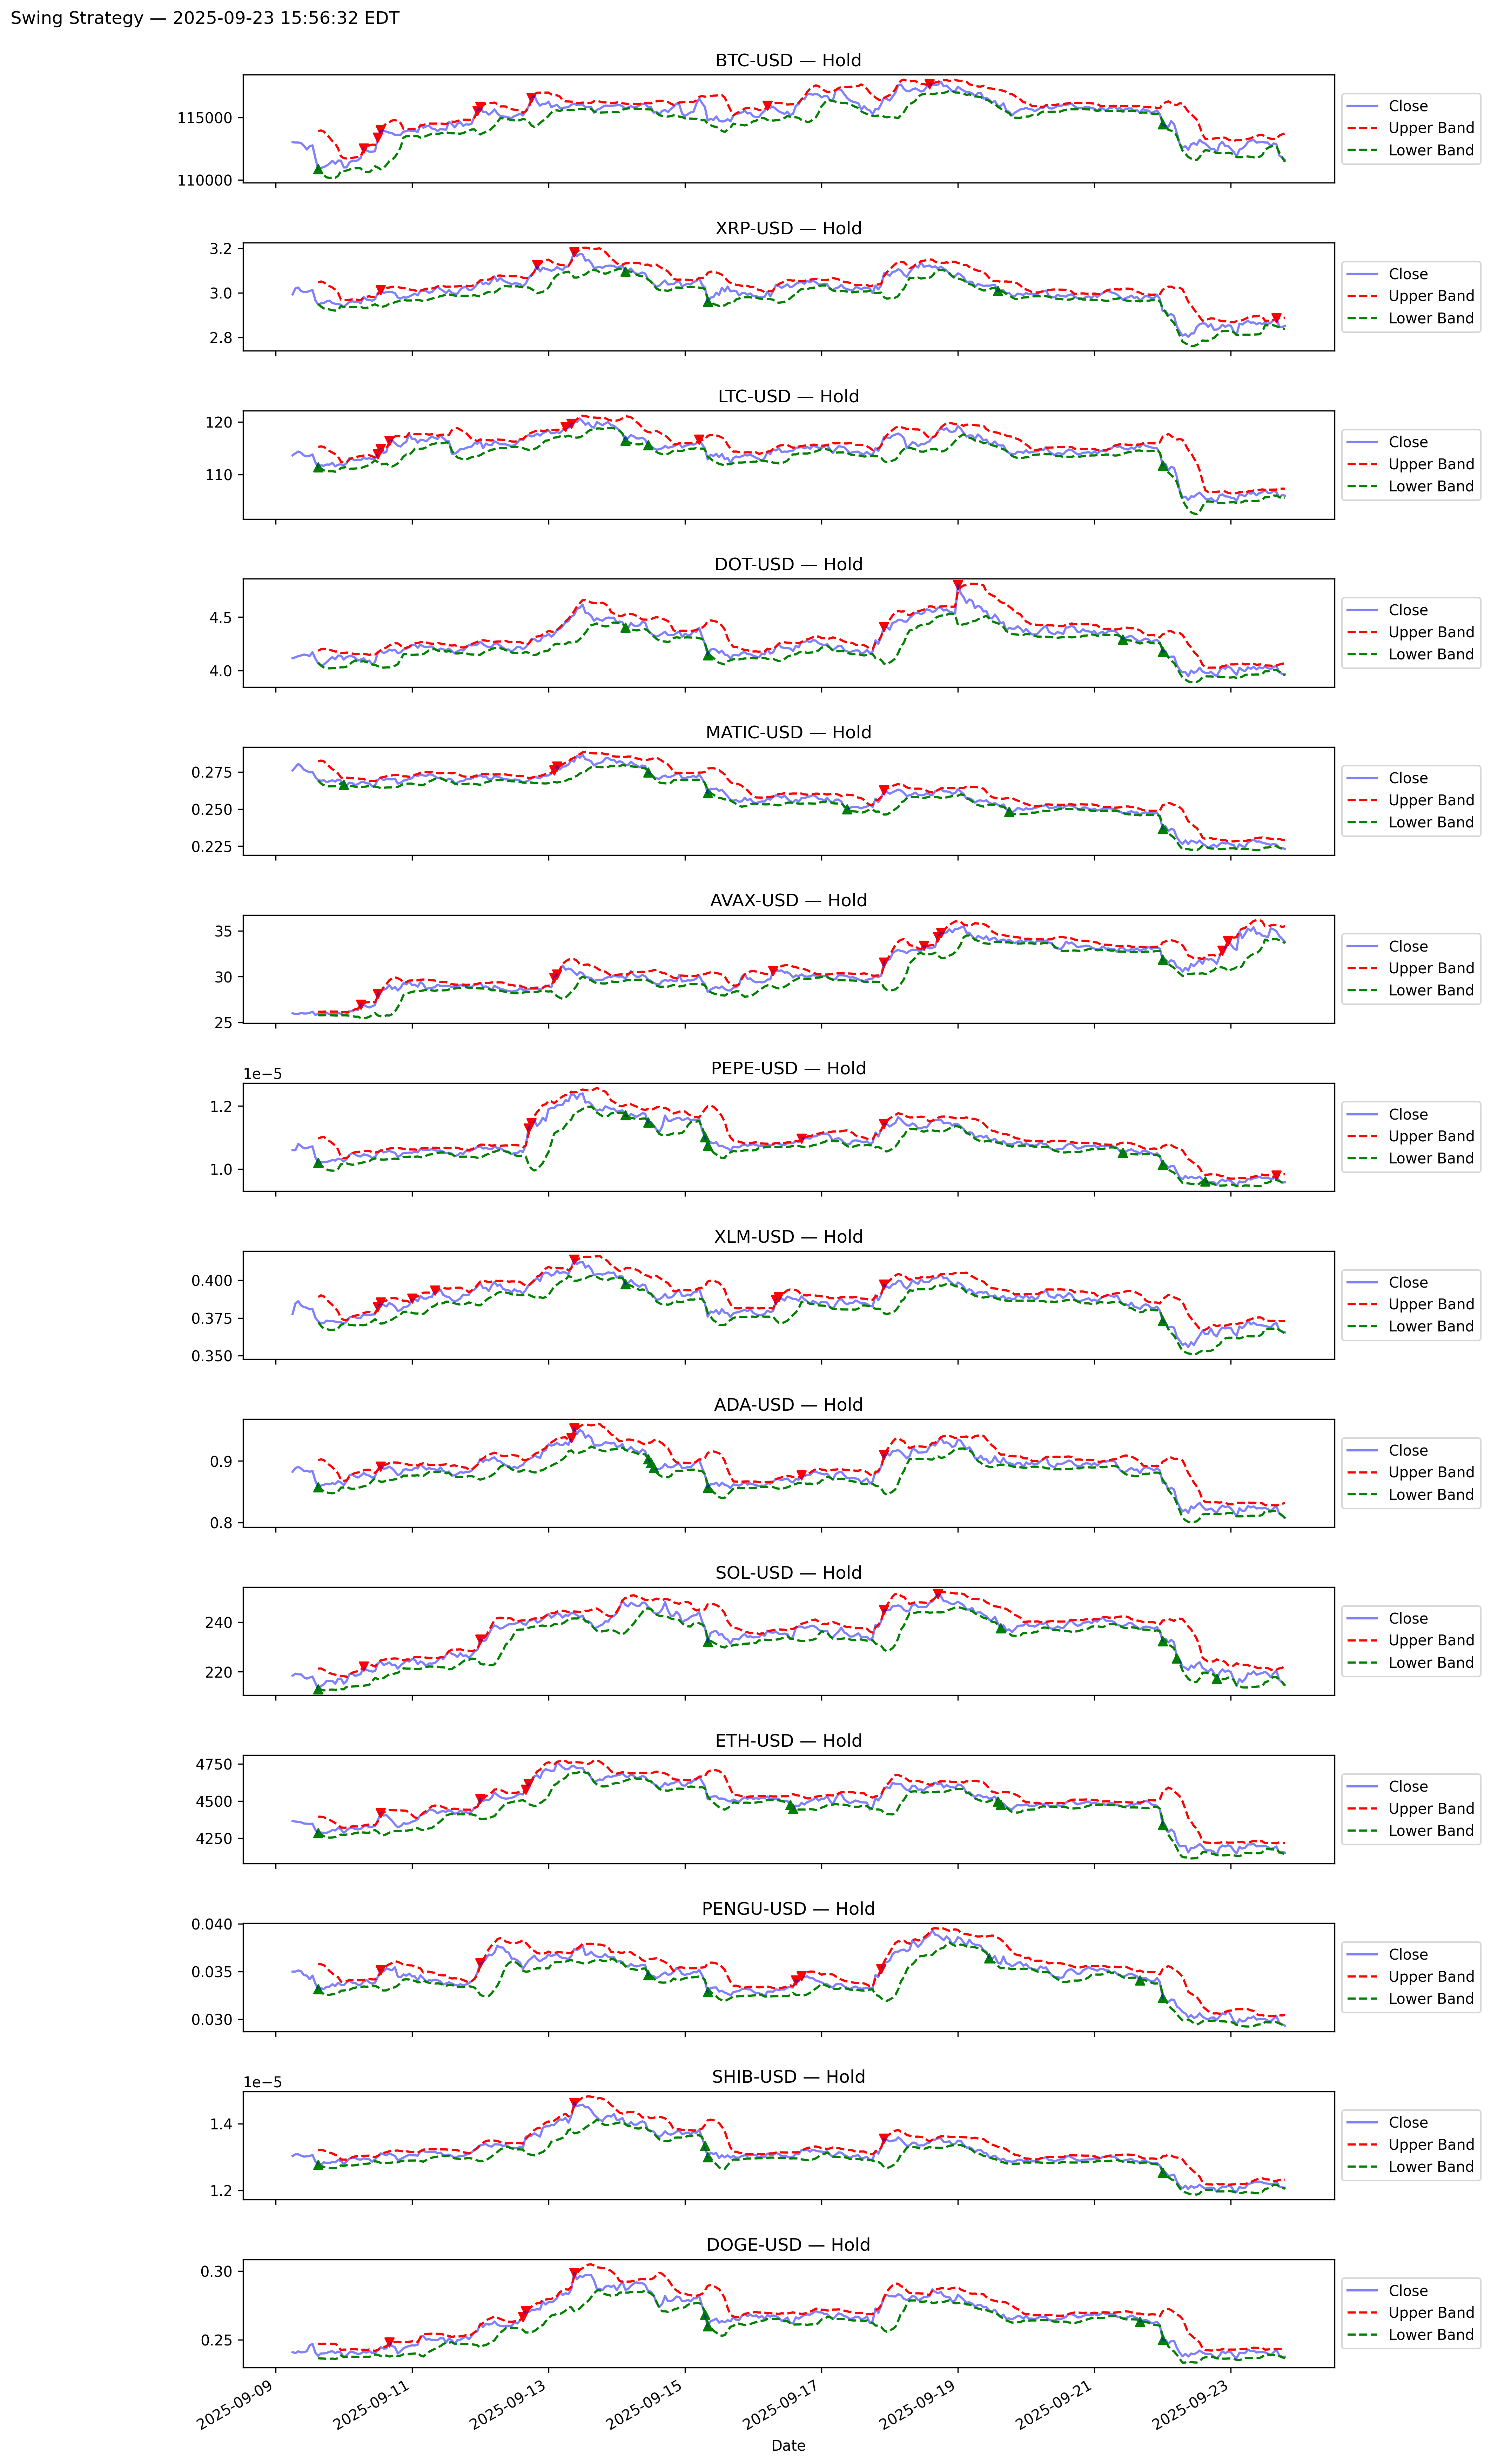 Swing Strategy — 2025-09-23 15:56:32 EDT
BTC-USD — Hold
115000
110000
Close
Upper Band
Lower Band
XRP-USD — Hold
3.2
3.0
2.8
Close
Upper Band
Lower Band
LTC-USD — Hold
120
110
Close
Upper Band
Lower Band
DOT-USD — Hold
4.5
4.0
Close
Upper Band
Lower Band
MATIC-USD — Hold
0.275
0.250
0.225
Close
Upper Band
Lower Band
AVAX-USD — Hold
35
30
25
Close
Upper Band
Lower Band
PEPE-USD — Hold
1e−5
1.2
1.0
Close
Upper Band
Lower Band
XLM-USD — Hold
0.400
0.375
0.350
Close
Upper Band
Lower Band
ADA-USD — Hold
0.9
0.8
Close
Upper Band
Lower Band
SOL-USD — Hold
240
220
Close
Upper Band
Lower Band
ETH-USD — Hold
4750
4500
4250
Close
Upper Band
Lower Band
PENGU-USD — Hold
0.040
0.035
0.030
Close
Upper Band
Lower Band
SHIB-USD — Hold
1e−5
1.4
1.2
Close
Upper Band
Lower Band
DOGE-USD — Hold
0.30
0.25
Close
Upper Band
Lower Band
2025-09-09
2025-09-11
2025-09-13
2025-09-15
2025-09-17
2025-09-19
2025-09-21
2025-09-23
Date